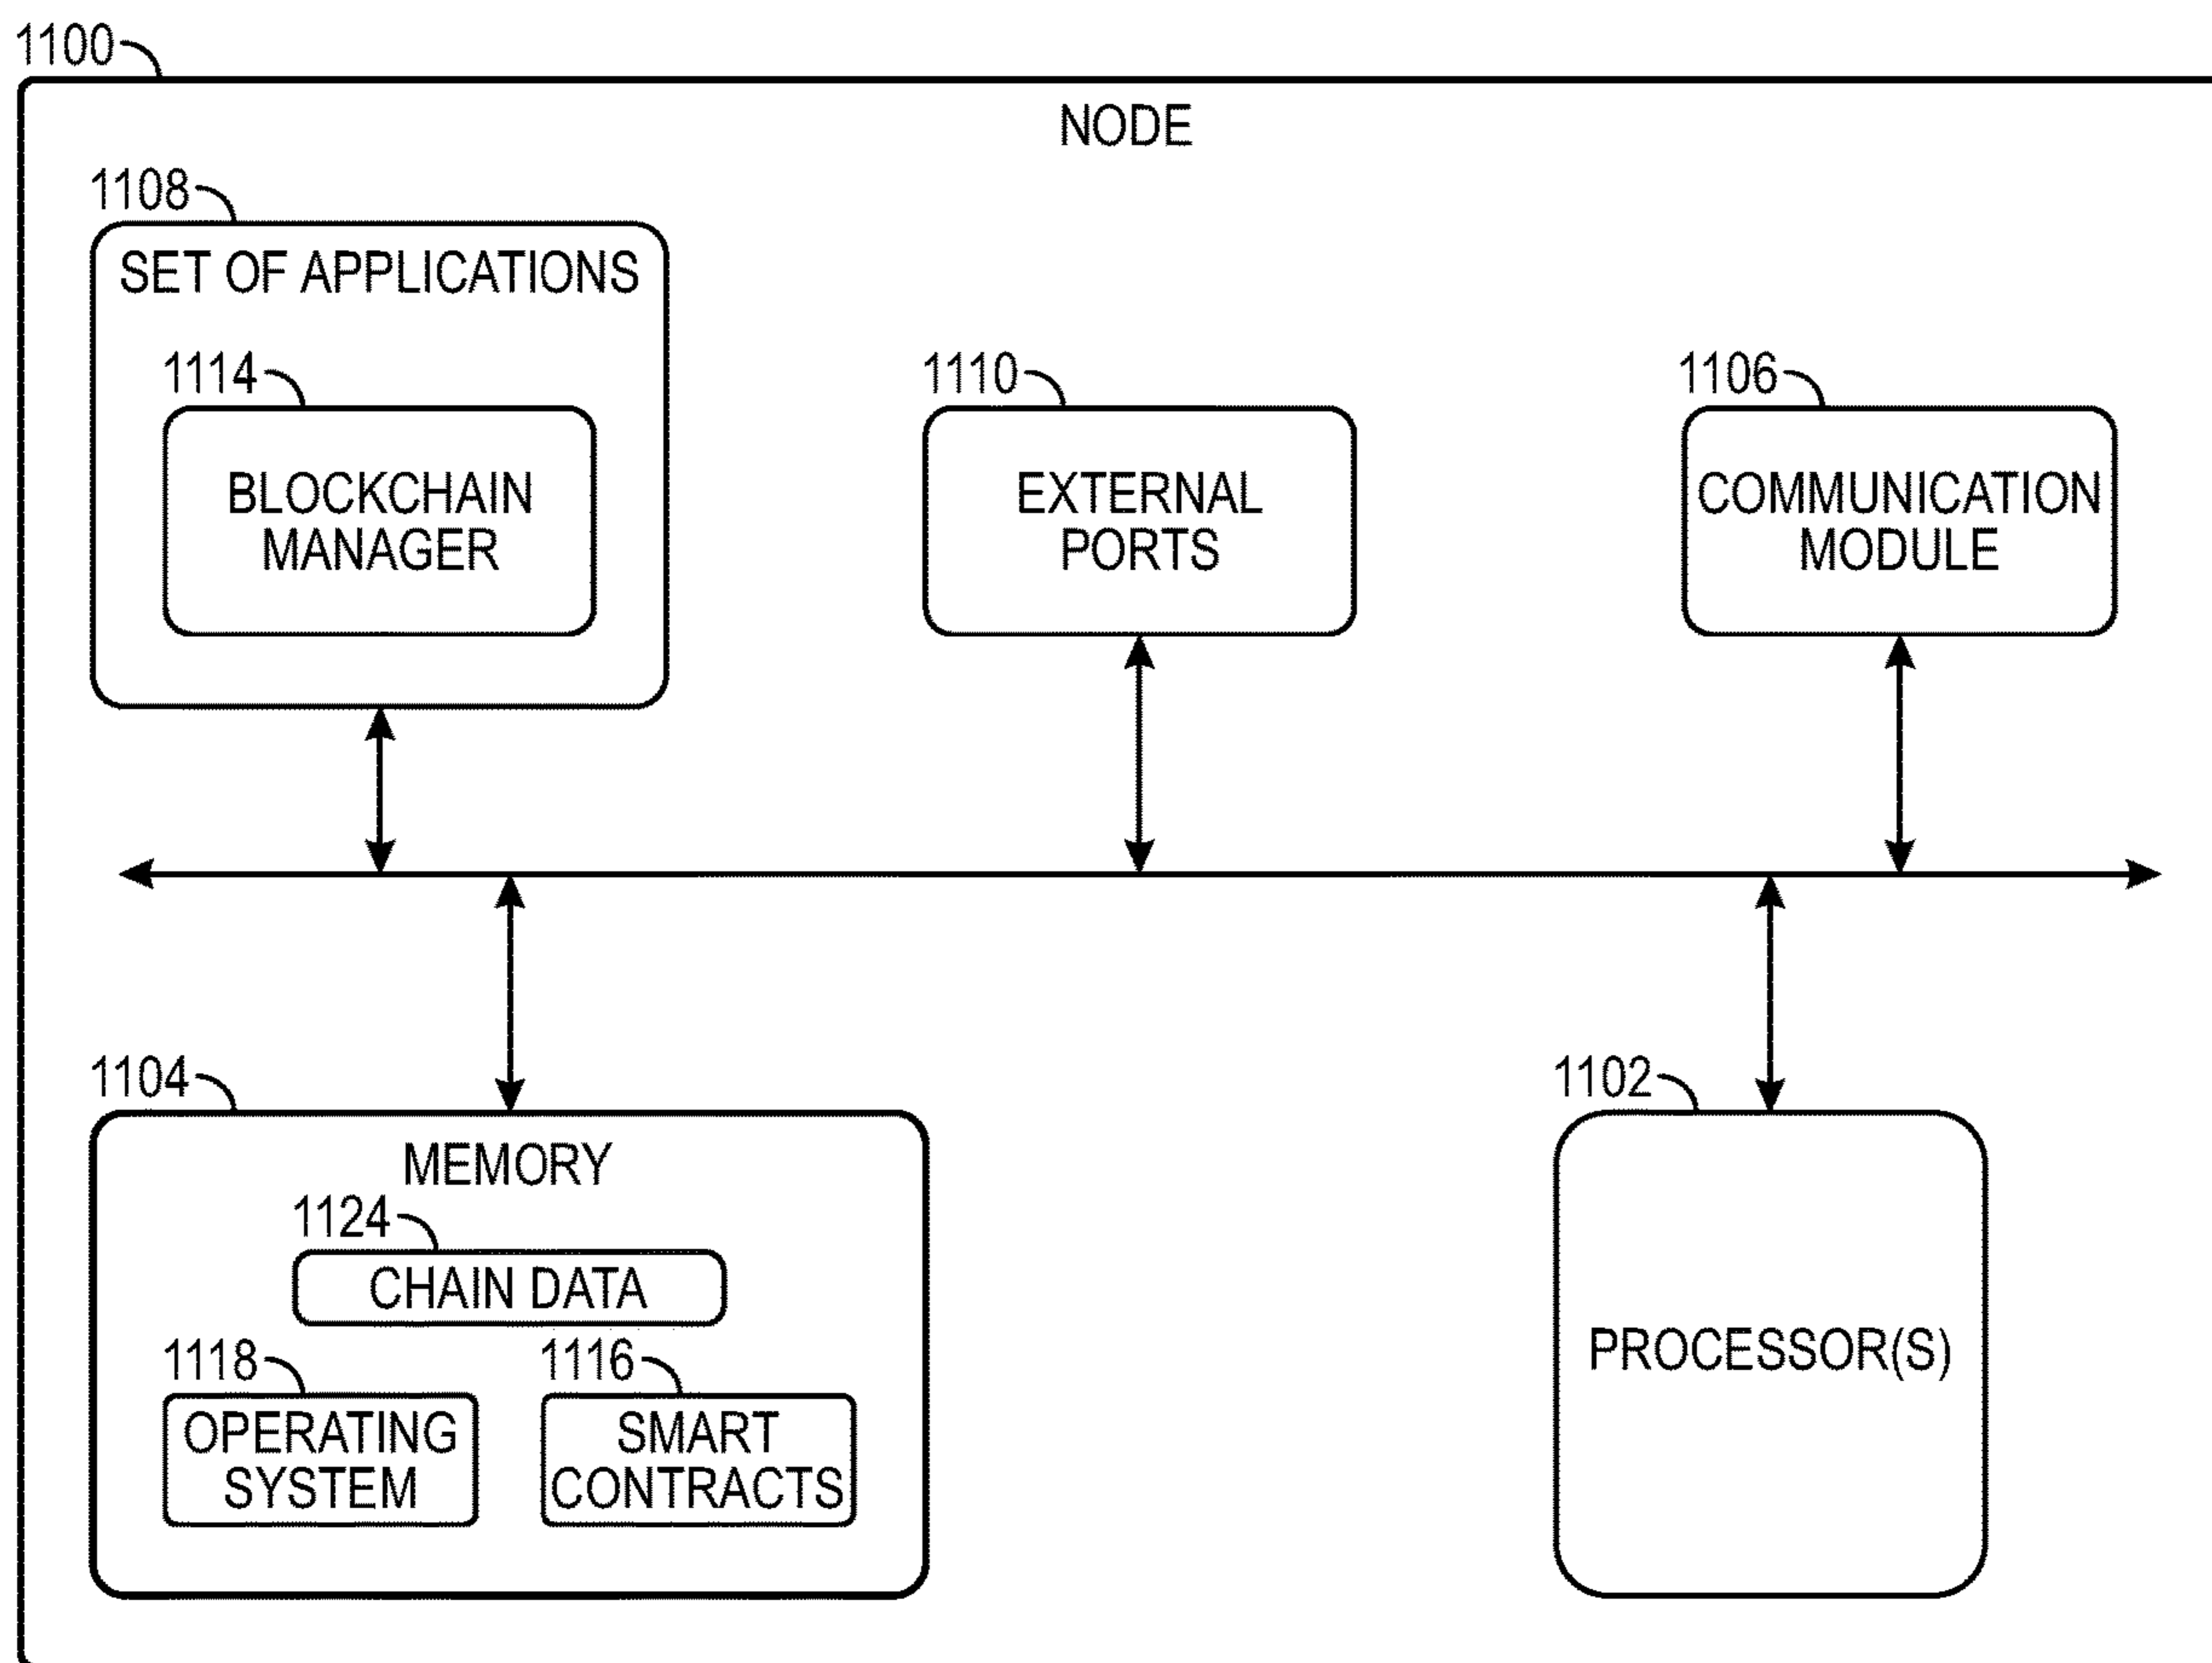 1100
NODE
1108
SET OF APPLICATIONS
1114
BLOCKCHAIN
MANAGER
1110
EXTERNAL
PORTS
1106
COMMUNICATION
MODULE
1104
MEMORY
1124
CHAIN DATA
1118
OPERATING
SYSTEM
1116
SMART
CONTRACTS
1102
PROCESSOR(S)